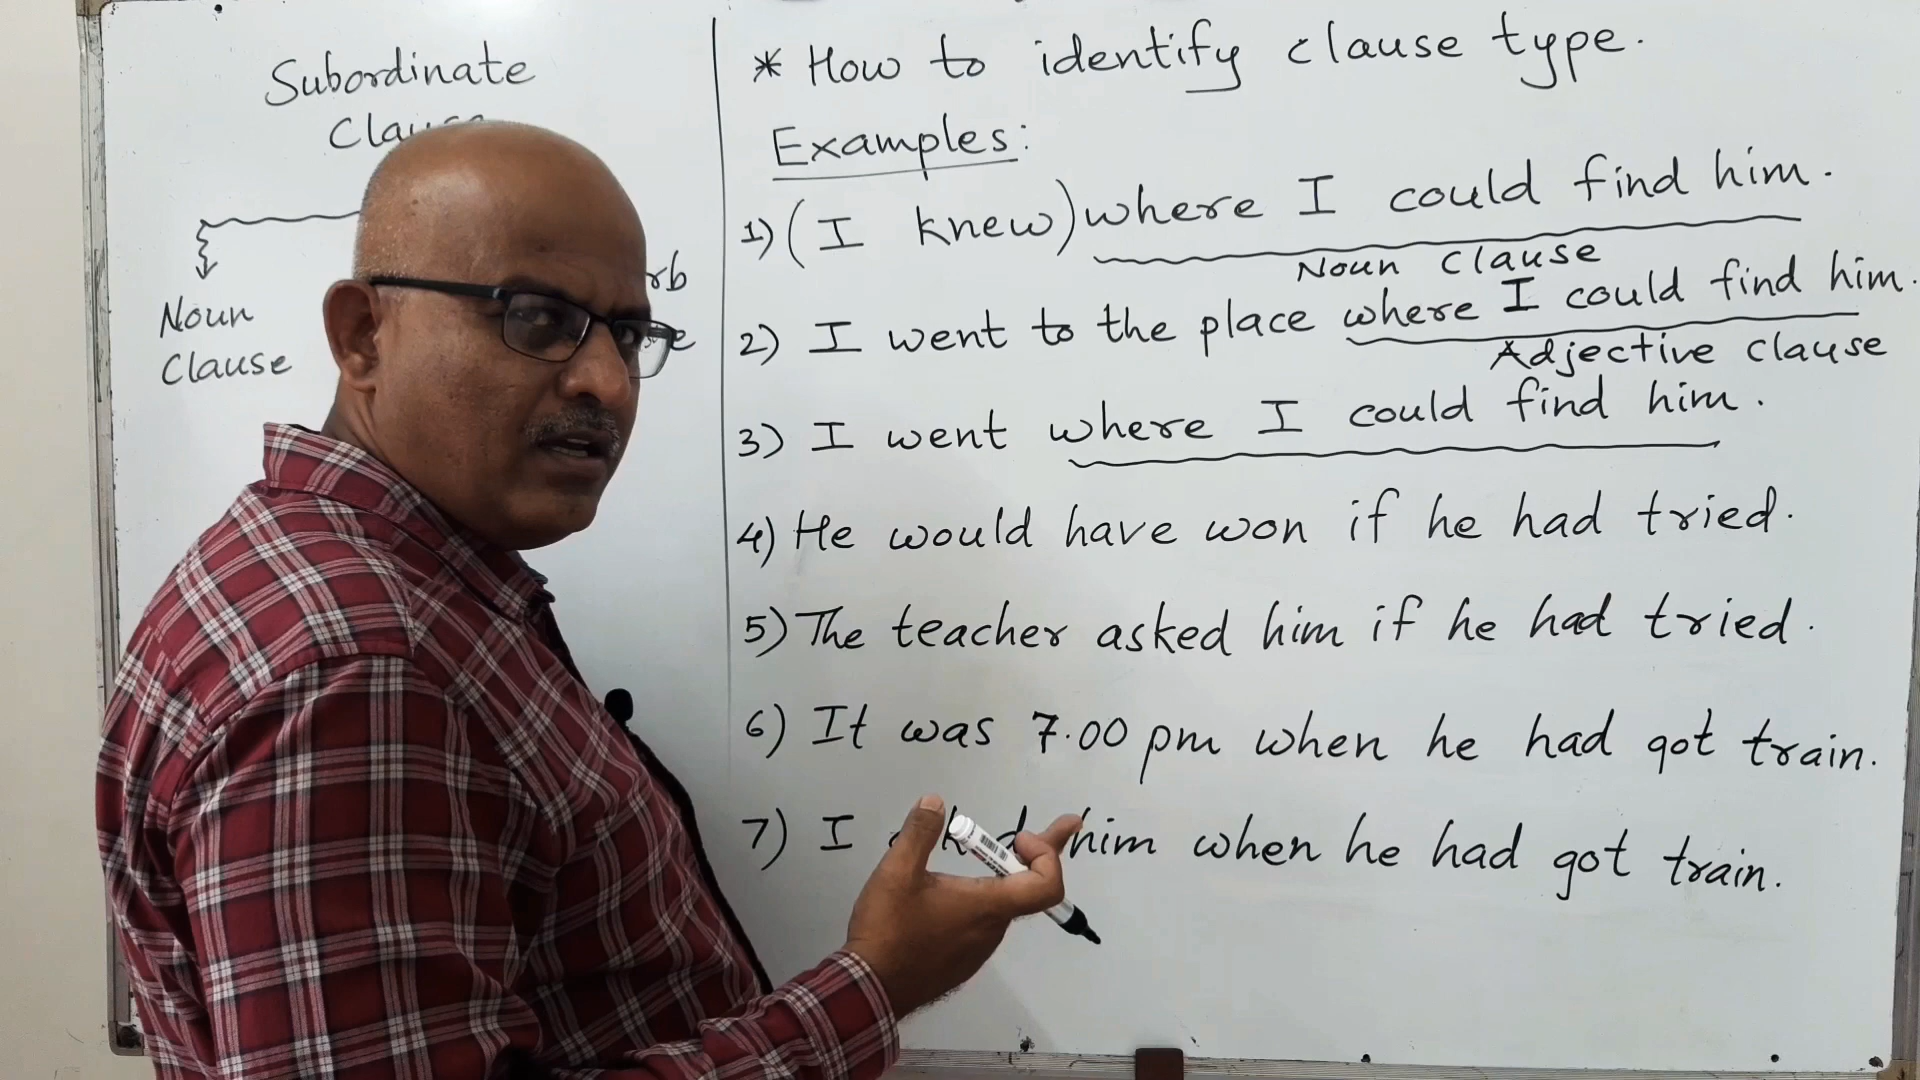 Subordinate
Noun
Clause
* How to identify clause type.
Examples:
1) (I knew) where I could find him.
Noun Clause
2) I went to the place where I could find him.
Adjective clause
3) I went where I could find him.
4) He would have won if he had tried.
5) The teacher asked him if he had tried.
6) It was 7.00 pm when he had got train.
7) I him when he had got train.